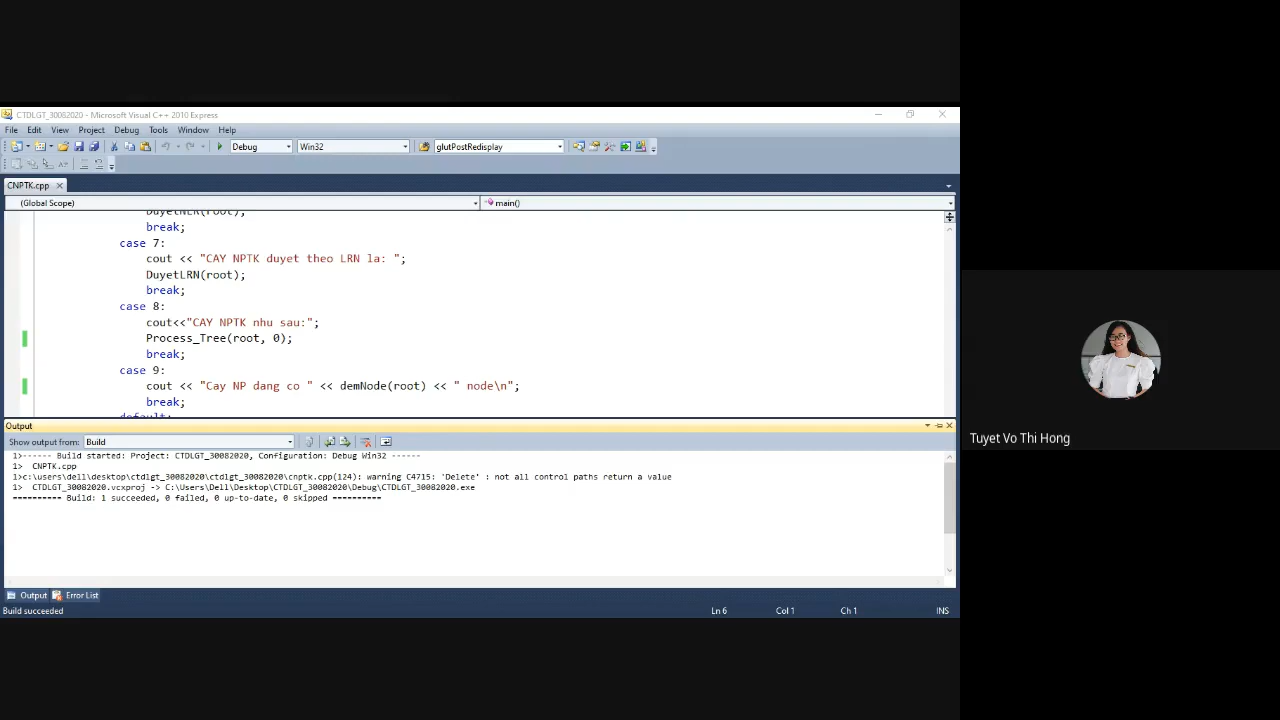 CTDLGT_30082020 - Microsoft Visual C++ 2010 Express
File Edit View Project Debug Tools Window Help
Debug Win32 glutPostRedisplay
CNPTK.cpp
(Global Scope) main()
DuyetNLR(root);
break;
case 7:
cout << "CAY NPTK duyet theo LRN la: ";
DuyetLRN(root);
break;
case 8:
cout<<"CAY NPTK nhu sau:";
Process_Tree(root, 0);
break;
case 9:
cout << "Cay NP dang co " << demNode(root) << " node\n";
break;
default:
Output
Show output from: Build
1>------ Build started: Project: CTDLGT_30082020, Configuration: Debug Win32 ------
1> CNPTK.cpp
1>c:\users\dell\desktop\ctdlgt_30082020\ctdlgt_30082020\cnptk.cpp(124): warning C4715: 'Delete' : not all control paths return a value
1> CTDLGT_30082020.vcxproj -> C:\Users\Dell\Desktop\CTDLGT_30082020\Debug\CTDLGT_30082020.exe
========== Build: 1 succeeded, 0 failed, 0 up-to-date, 0 skipped ==========
Output Error List
Build succeeded Ln 6 Col 1 Ch 1 INS
Tuyet Vo Thi Hong